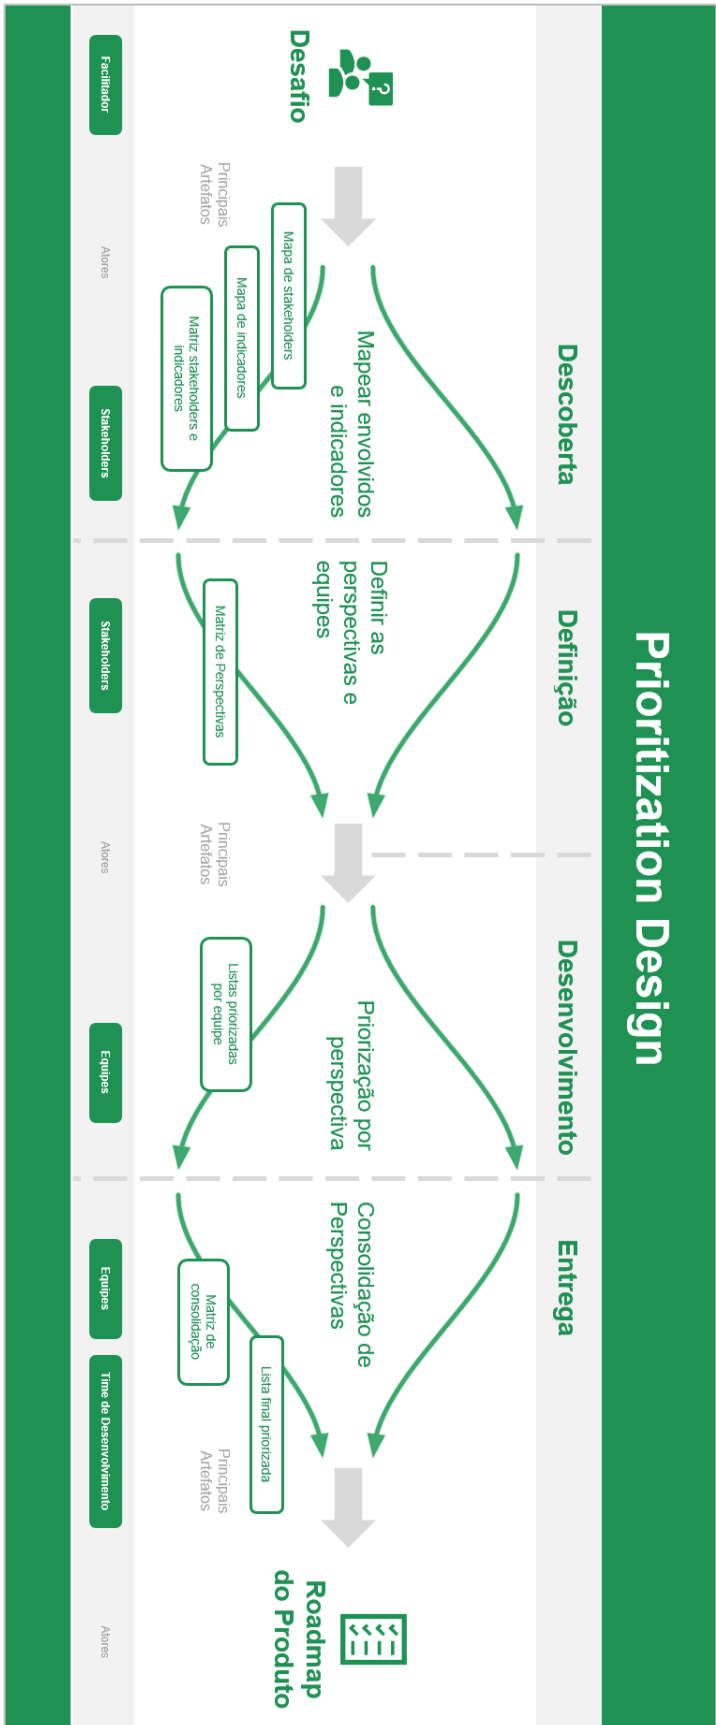 Prioritization Design
Descoberta
Definição
Desenvolvimento
Entrega
?
Desafio
Mapear envolvidos
e indicadores
Definir as
perspectivas e
equipes
Priorização por
perspectiva
Consolidação de
Perspectivas
Roadmap
do Produto
Principais
Artefatos
Mapa de stakeholders
Mapa de indicadores
Matriz stakeholders e
indicadores
Matriz de Perspectivas
Principais
Artefatos
Listas priorizadas
por equipe
Matriz de
consolidação
Lista final priorizada
Principais
Artefatos
Facilitador
Atores
Stakeholders
Stakeholders
Atores
Equipes
Equipes
Time de Desenvolvimento
Atores